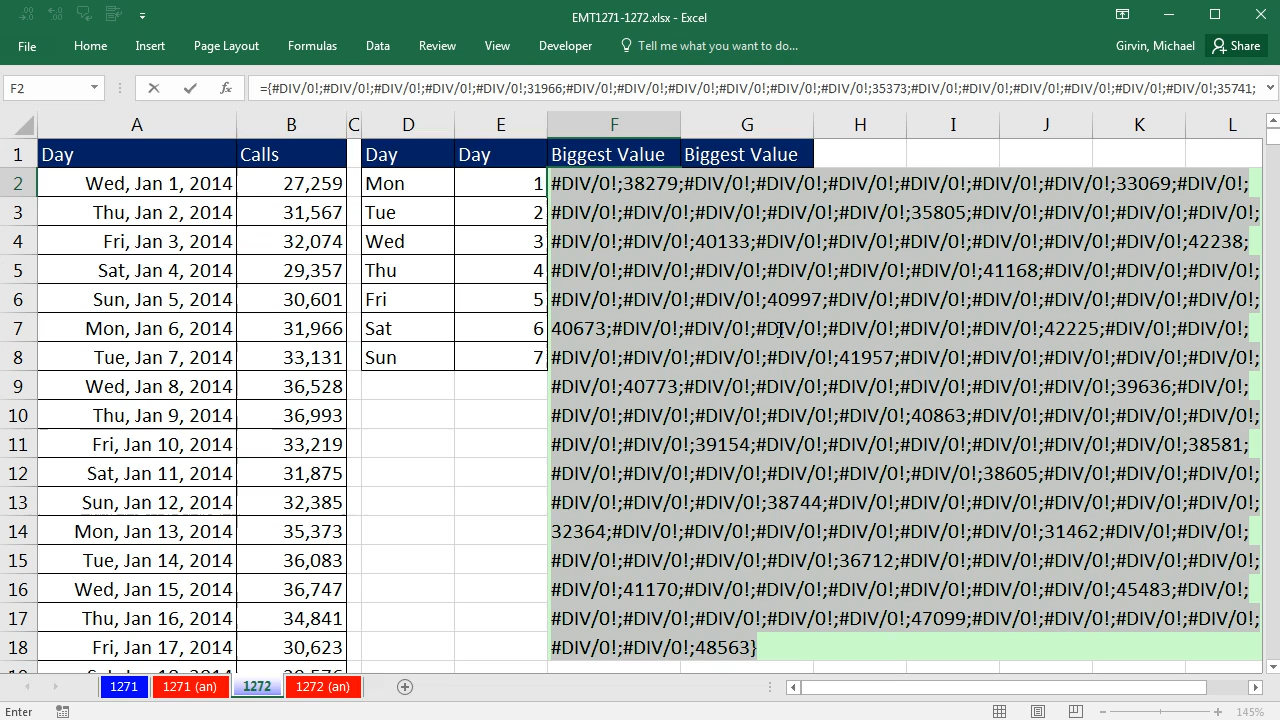 EMT1271-1272.xlsx - Excel
File Home Insert Page Layout Formulas Data Review View Developer Tell me what you want to do... Girvin, Michael Share
F2 fx ={#DIV/0!;#DIV/0!;#DIV/0!;#DIV/0!;#DIV/0!;31966;#DIV/0!;#DIV/0!;#DIV/0!;#DIV/0!;#DIV/0!;#DIV/0!;35373;#DIV/0!;#DIV/0!;#DIV/0!;#DIV/0!;#DIV/0!;#DIV/0!;35741;
A B C D E F G H I J K L
1 Day Calls Day Day Biggest Value Biggest Value
2 Wed, Jan 1, 2014 27,259 Mon 1 #DIV/0!;38279;#DIV/0!;#DIV/0!;#DIV/0!;#DIV/0!;#DIV/0!;#DIV/0!;33069;#DIV/0!;
3 Thu, Jan 2, 2014 31,567 Tue 2 #DIV/0!;#DIV/0!;#DIV/0!;#DIV/0!;#DIV/0!;35805;#DIV/0!;#DIV/0!;#DIV/0!;#DIV/0!;
4 Fri, Jan 3, 2014 32,074 Wed 3 #DIV/0!;#DIV/0!;40133;#DIV/0!;#DIV/0!;#DIV/0!;#DIV/0!;#DIV/0!;#DIV/0!;42238;
5 Sat, Jan 4, 2014 29,357 Thu 4 #DIV/0!;#DIV/0!;#DIV/0!;#DIV/0!;#DIV/0!;#DIV/0!;41168;#DIV/0!;#DIV/0!;#DIV/0!;
6 Sun, Jan 5, 2014 30,601 Fri 5 #DIV/0!;#DIV/0!;#DIV/0!;40997;#DIV/0!;#DIV/0!;#DIV/0!;#DIV/0!;#DIV/0!;#DIV/0!;
7 Mon, Jan 6, 2014 31,966 Sat 6 40673;#DIV/0!;#DIV/0!;#DIV/0!;#DIV/0!;#DIV/0!;#DIV/0!;42225;#DIV/0!;#DIV/0!;
8 Tue, Jan 7, 2014 33,131 Sun 7 #DIV/0!;#DIV/0!;#DIV/0!;#DIV/0!;41957;#DIV/0!;#DIV/0!;#DIV/0!;#DIV/0!;#DIV/0!;
9 Wed, Jan 8, 2014 36,528 #DIV/0!;40773;#DIV/0!;#DIV/0!;#DIV/0!;#DIV/0!;#DIV/0!;#DIV/0!;39636;#DIV/0!;
10 Thu, Jan 9, 2014 36,993 #DIV/0!;#DIV/0!;#DIV/0!;#DIV/0!;#DIV/0!;40863;#DIV/0!;#DIV/0!;#DIV/0!;#DIV/0!;
11 Fri, Jan 10, 2014 33,219 #DIV/0!;#DIV/0!;39154;#DIV/0!;#DIV/0!;#DIV/0!;#DIV/0!;#DIV/0!;#DIV/0!;38581;
12 Sat, Jan 11, 2014 31,875 #DIV/0!;#DIV/0!;#DIV/0!;#DIV/0!;#DIV/0!;#DIV/0!;38605;#DIV/0!;#DIV/0!;#DIV/0!;
13 Sun, Jan 12, 2014 32,385 #DIV/0!;#DIV/0!;#DIV/0!;38744;#DIV/0!;#DIV/0!;#DIV/0!;#DIV/0!;#DIV/0!;#DIV/0!;
14 Mon, Jan 13, 2014 35,373 32364;#DIV/0!;#DIV/0!;#DIV/0!;#DIV/0!;#DIV/0!;#DIV/0!;31462;#DIV/0!;#DIV/0!;
15 Tue, Jan 14, 2014 36,083 #DIV/0!;#DIV/0!;#DIV/0!;#DIV/0!;36712;#DIV/0!;#DIV/0!;#DIV/0!;#DIV/0!;#DIV/0!;
16 Wed, Jan 15, 2014 36,747 #DIV/0!;41170;#DIV/0!;#DIV/0!;#DIV/0!;#DIV/0!;#DIV/0!;#DIV/0!;45483;#DIV/0!;
17 Thu, Jan 16, 2014 34,841 #DIV/0!;#DIV/0!;#DIV/0!;#DIV/0!;#DIV/0!;47099;#DIV/0!;#DIV/0!;#DIV/0!;#DIV/0!;
18 Fri, Jan 17, 2014 30,623 #DIV/0!;#DIV/0!;48563}
1271 1271 (an) 1272 1272 (an)
Enter 145%